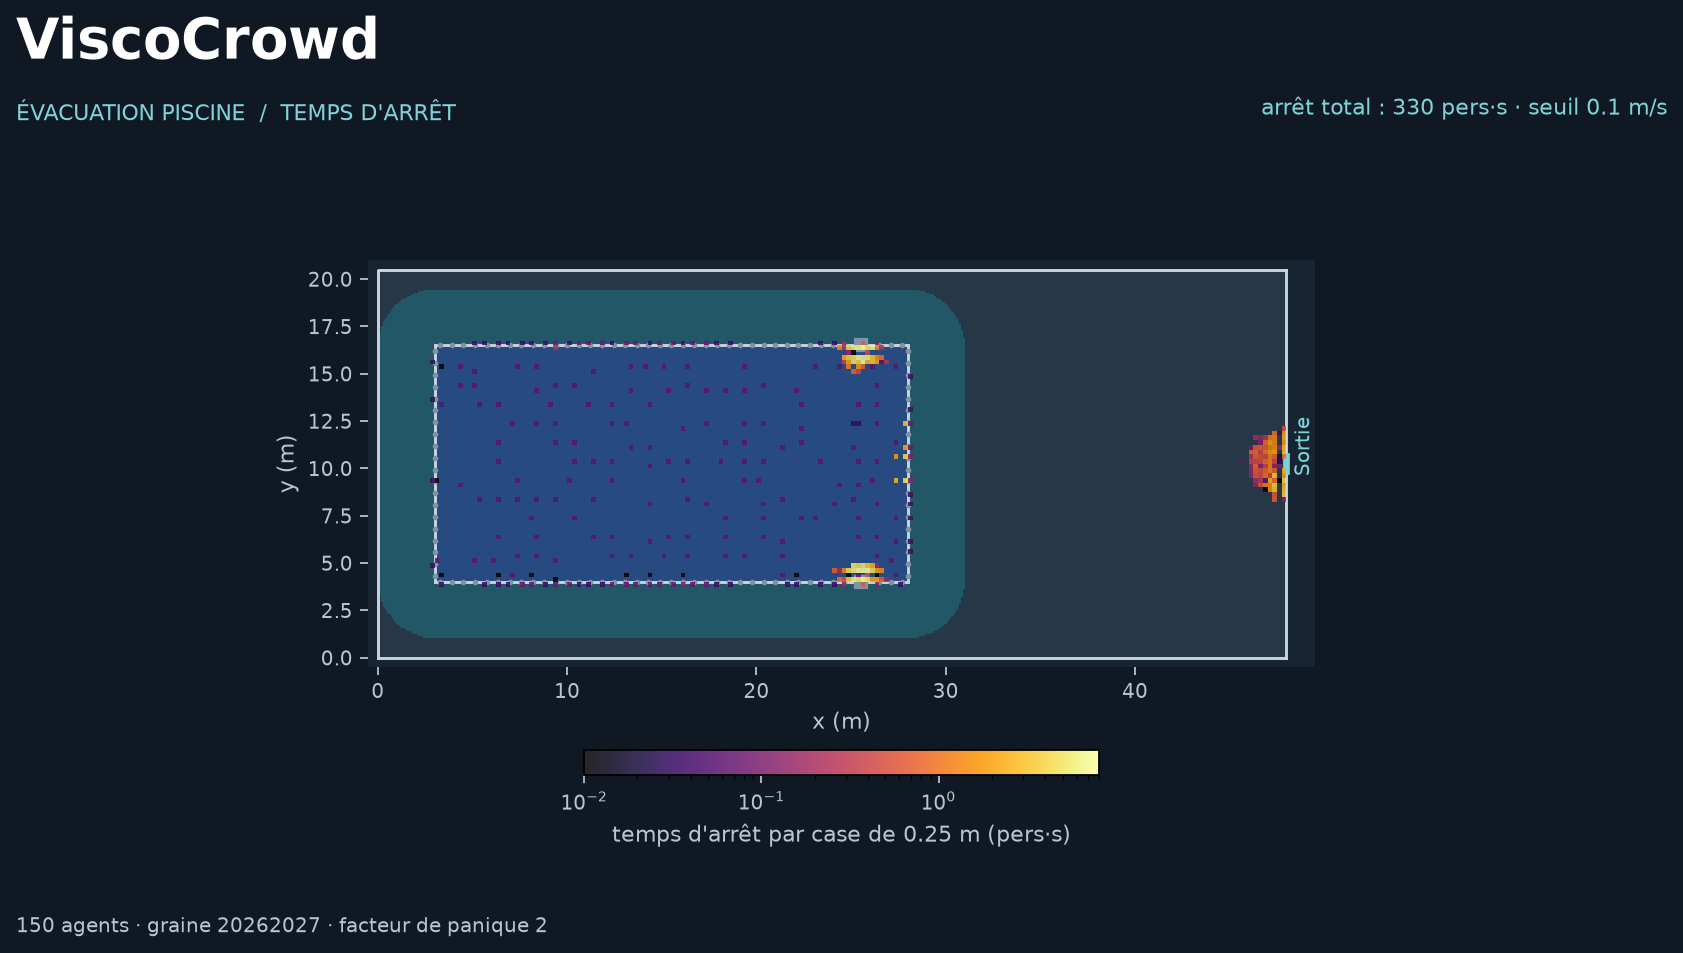 ViscoCrowd
ÉVACUATION PISCINE / TEMPS D'ARRÊT
arrêt total : 330 pers·s · seuil 0.1 m/s
20.0
17.5
15.0
12.5
10.0
7.5
5.0
2.5
0.0
y (m)
Sortie
0 10 20 30 40
x (m)
10⁻² 10⁻¹ 10⁰
temps d'arrêt par case de 0.25 m (pers·s)
150 agents · graine 20262027 · facteur de panique 2